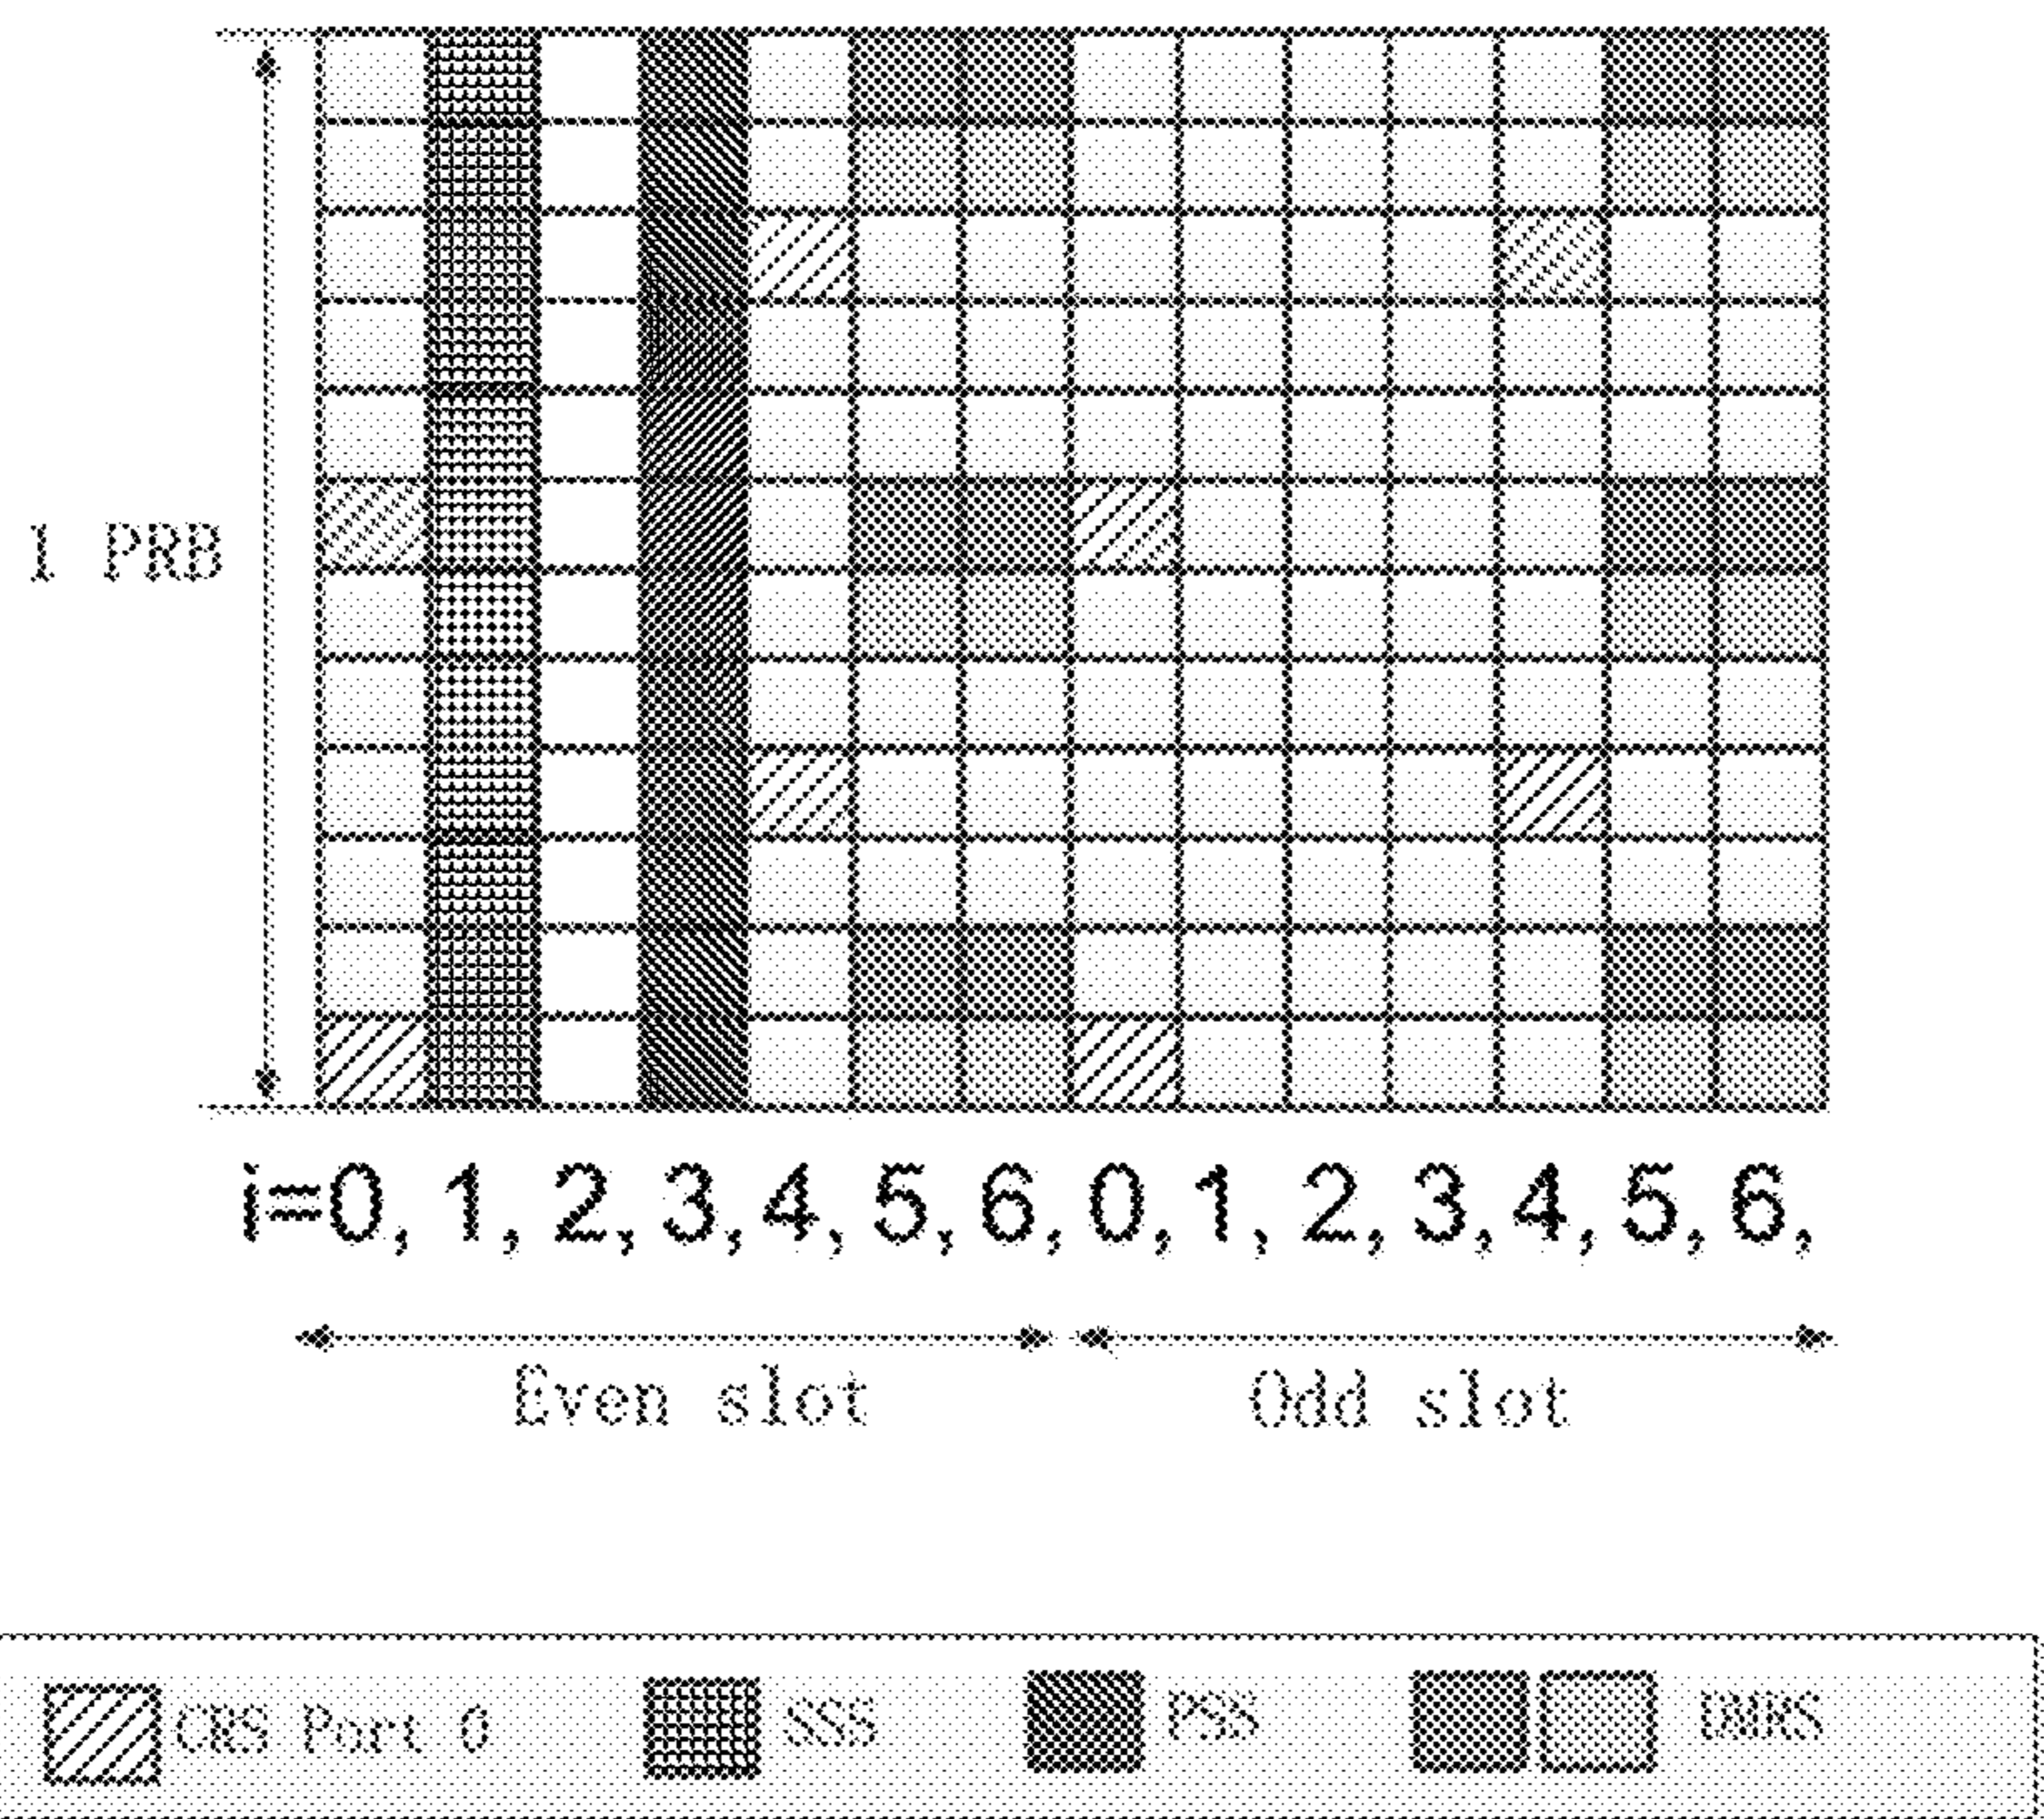 1 PRB
i=0, 1, 2, 3, 4, 5, 6, 0, 1, 2, 3, 4, 5, 6,
Even slot Odd slot
CRS Port 0 SSS PSS DMRS